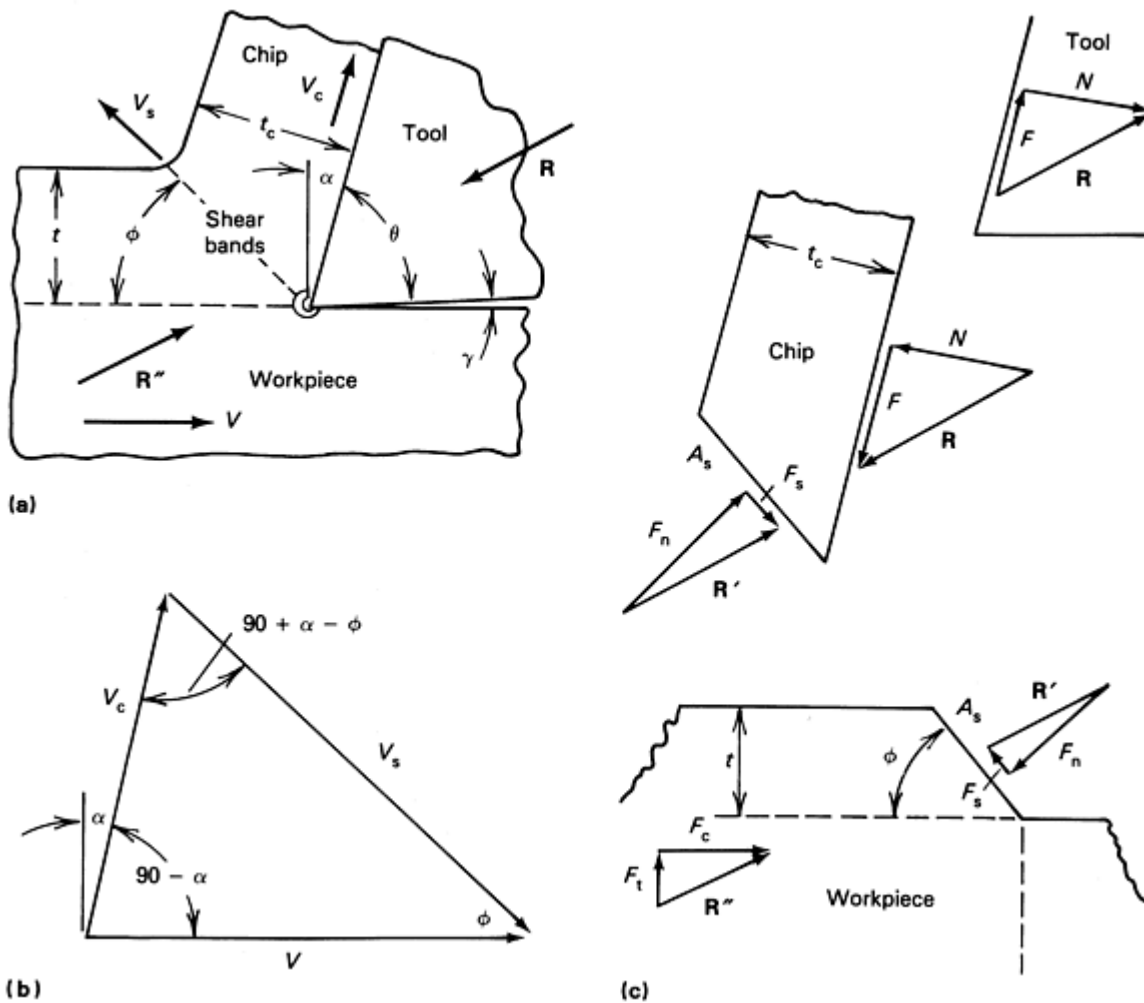 Chip
V_c
V_s
t_c
Tool
R
α
t
ϕ
Shear
bands
θ
γ
R″
Workpiece
V
(a)
90 + α − ϕ
V_c
V_s
α
90 − α
ϕ
V
(b)
Tool
N
F
R
t_c
Chip
N
F
R
A_s
F_s
F_n
R′
A_s
R′
t
ϕ
F_n
F_s
F_c
F_t
R″
Workpiece
(c)